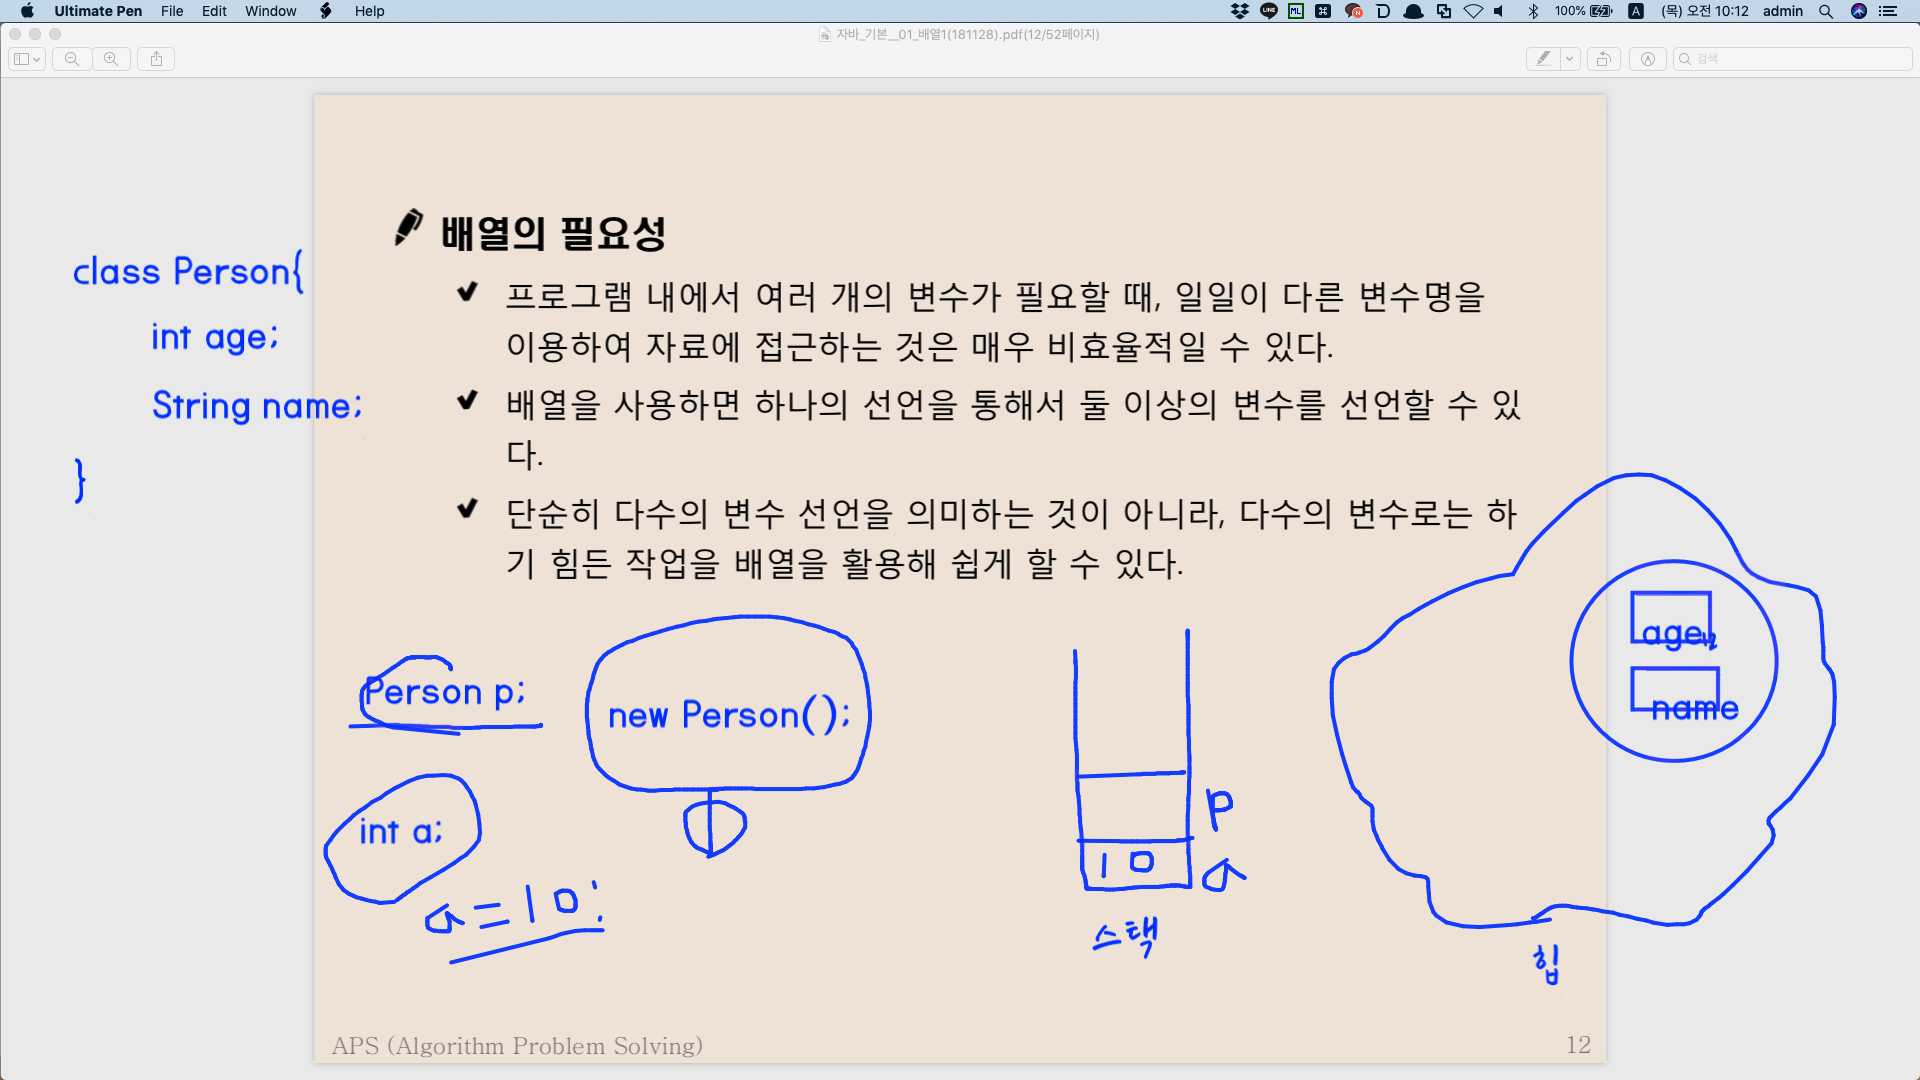 Ultimate Pen File Edit Window Help 100% A (목) 오전 10:12 admin
자바_기본__01_배열1(181128).pdf(12/52페이지)
검색
배열의 필요성
프로그램 내에서 여러 개의 변수가 필요할 때, 일일이 다른 변수명을
이용하여 자료에 접근하는 것은 매우 비효율적일 수 있다.
배열을 사용하면 하나의 선언을 통해서 둘 이상의 변수를 선언할 수 있
다.
단순히 다수의 변수 선언을 의미하는 것이 아니라, 다수의 변수로는 하
기 힘든 작업을 배열을 활용해 쉽게 할 수 있다.
class Person{
int age;
String name;
}
Person p;
new Person();
int a;
a=10;
p
10 a
스택
age
name
힙
APS (Algorithm Problem Solving)
12